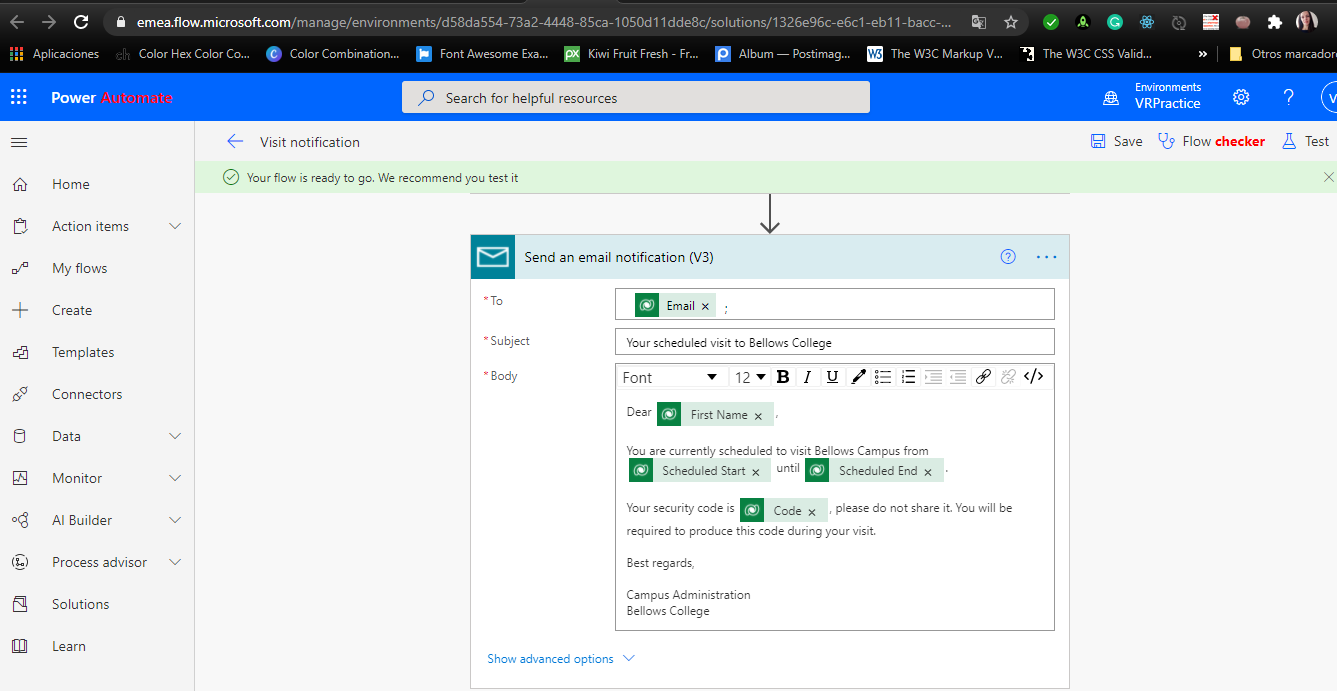 emea.flow.microsoft.com/manage/environments/d58da554-73a2-4448-85ca-1050d11dde8c/solutions/1326e96c-e6c1-eb11-bacc-...
Aplicaciones clh Color Hex Color Co... C Color Combination... Font Awesome Exa... PX Kiwi Fruit Fresh - Fr... P Album — Postimag... W3 The W3C Markup V... The W3C CSS Valid... » Otros marcador
Power Automate Search for helpful resources Environments
VRPractice ? V
Visit notification Save Flow checker Test
Your flow is ready to go. We recommend you test it
Home
Action items
My flows
Create
Templates
Connectors
Data
Monitor
AI Builder
Process advisor
Solutions
Learn
Send an email notification (V3) ? ...
* To Email × ;
* Subject Your scheduled visit to Bellows College
* Body Font 12 B I U </>
Dear First Name × ,
You are currently scheduled to visit Bellows Campus from
Scheduled Start × until Scheduled End × .
Your security code is Code × , please do not share it. You will be
required to produce this code during your visit.
Best regards,
Campus Administration
Bellows College
Show advanced options